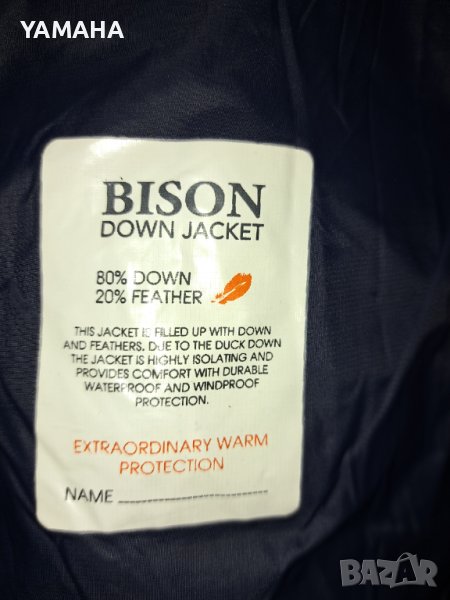 YAMAHA
BISON
DOWN JACKET
80% DOWN
20% FEATHER
THIS JACKET IS FILLED UP WITH DOWN
AND FEATHERS. DUE TO THE DUCK DOWN
THE JACKET IS HIGHLY ISOLATING AND
PROVIDES COMFORT WITH DURABLE
WATERPROOF AND WINDPROOF
PROTECTION.
EXTRAORDINARY WARM
PROTECTION
NAME
BAZAR